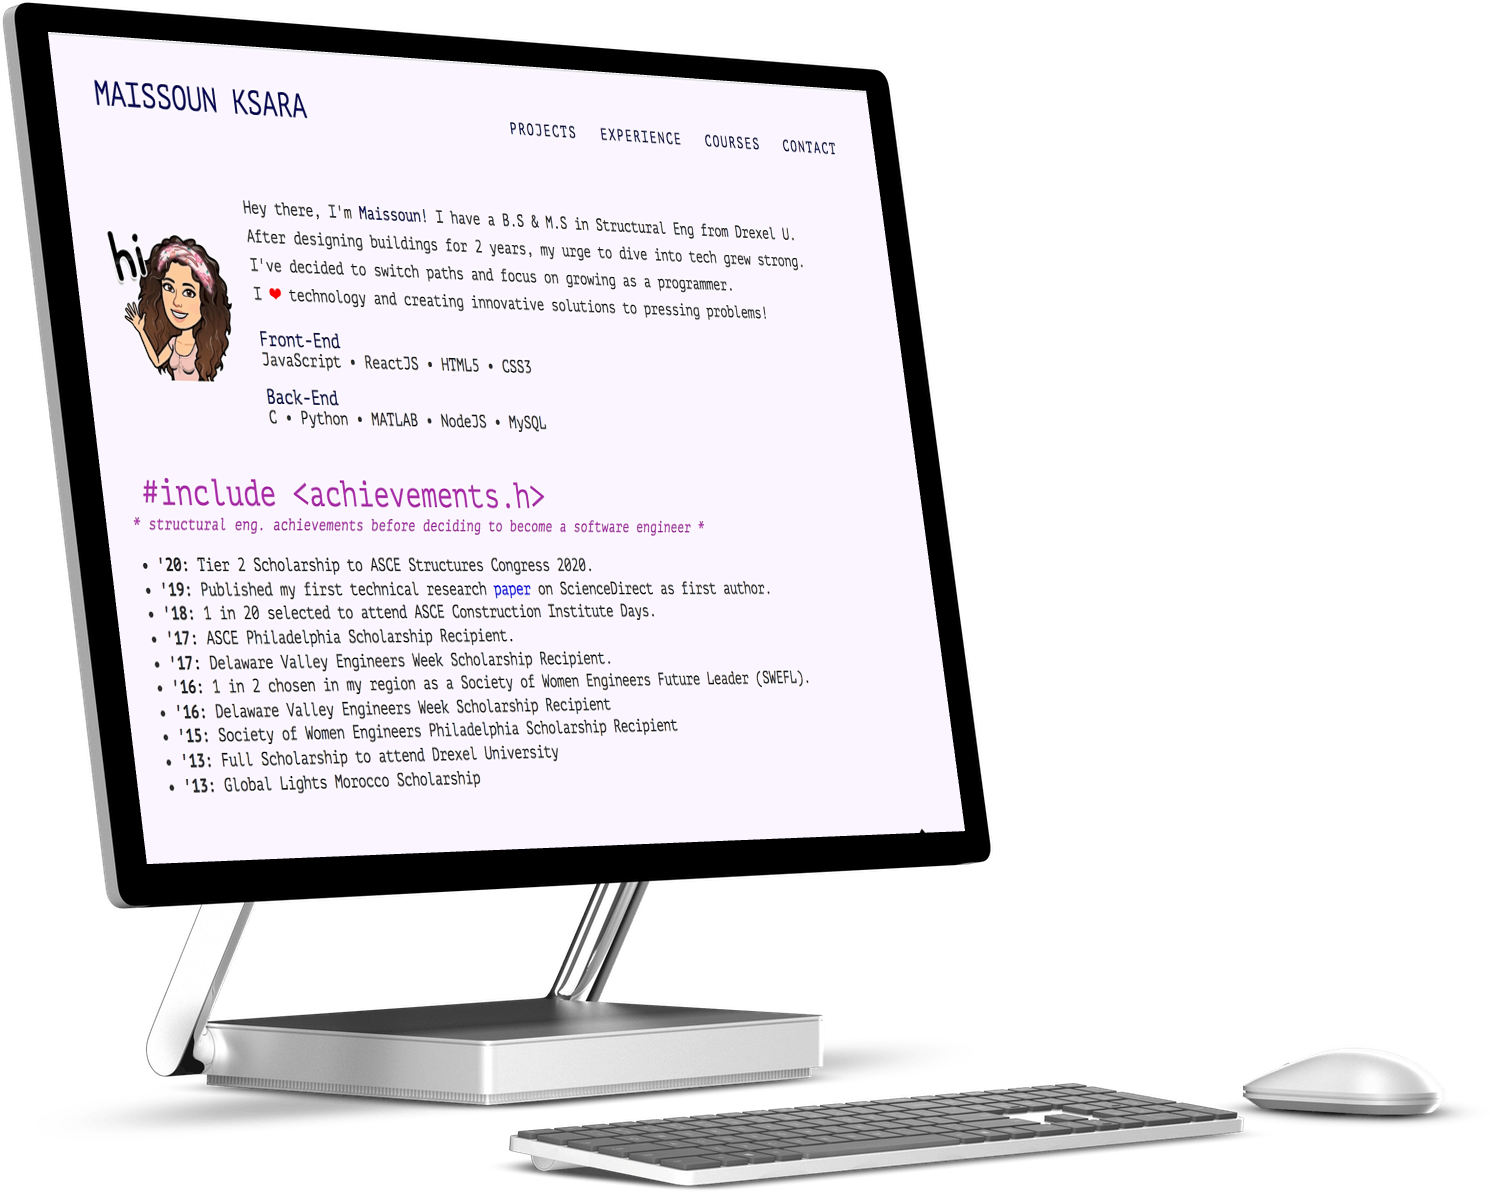 MAISSOUN KSARA
PROJECTS EXPERIENCE COURSES CONTACT
hi
Hey there, I'm Maissoun! I have a B.S & M.S in Structural Eng from Drexel U.
After designing buildings for 2 years, my urge to dive into tech grew strong.
I've decided to switch paths and focus on growing as a programmer.
I ❤ technology and creating innovative solutions to pressing problems!
Front-End
JavaScript • ReactJS • HTML5 • CSS3
Back-End
C • Python • MATLAB • NodeJS • MySQL
#include <achievements.h>
* structural eng. achievements before deciding to become a software engineer *
• '20: Tier 2 Scholarship to ASCE Structures Congress 2020.
• '19: Published my first technical research paper on ScienceDirect as first author.
• '18: 1 in 20 selected to attend ASCE Construction Institute Days.
• '17: ASCE Philadelphia Scholarship Recipient.
• '17: Delaware Valley Engineers Week Scholarship Recipient.
• '16: 1 in 2 chosen in my region as a Society of Women Engineers Future Leader (SWEFL).
• '16: Delaware Valley Engineers Week Scholarship Recipient
• '15: Society of Women Engineers Philadelphia Scholarship Recipient
• '13: Full Scholarship to attend Drexel University
• '13: Global Lights Morocco Scholarship